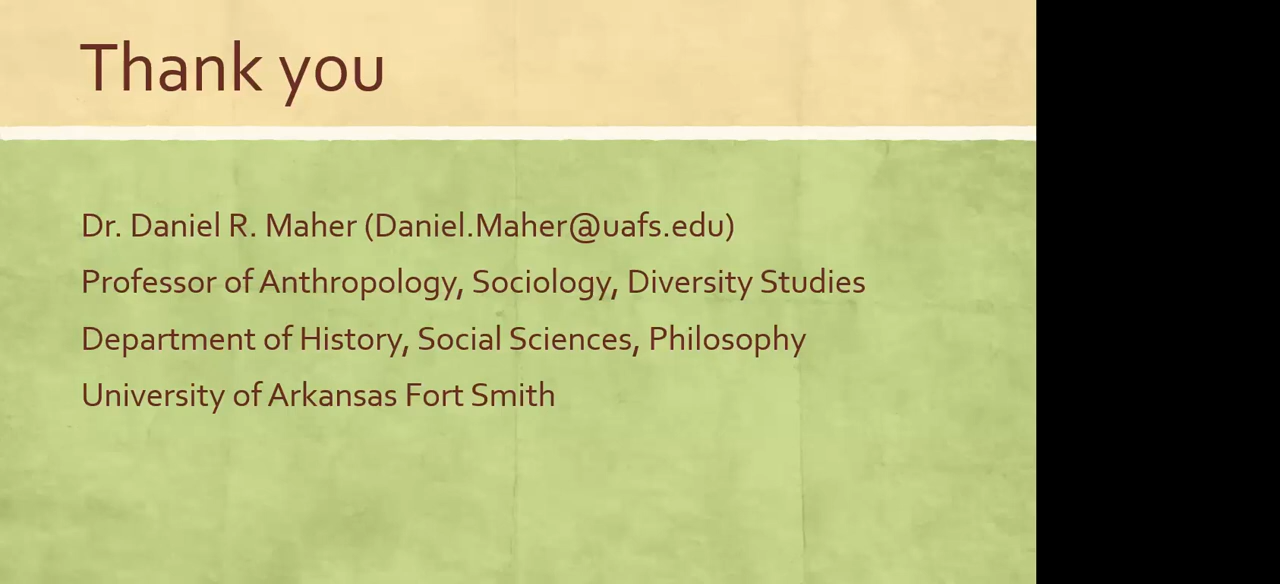 Thank you
Dr. Daniel R. Maher (Daniel.Maher@uafs.edu)
Professor of Anthropology, Sociology, Diversity Studies
Department of History, Social Sciences, Philosophy
University of Arkansas Fort Smith